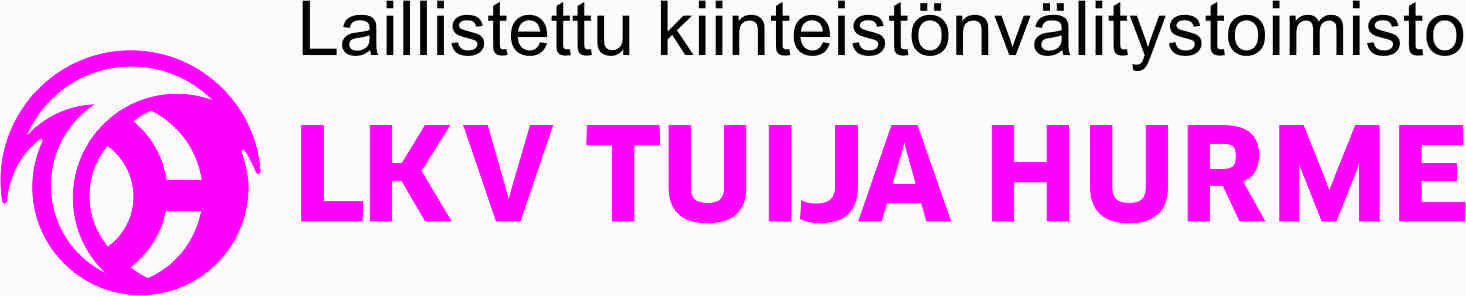 Laillistettu kiinteistönvälitystoimisto
LKV TUIJA HURME